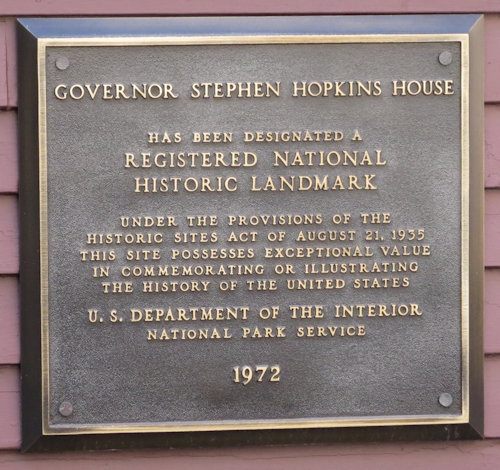 GOVERNOR STEPHEN HOPKINS HOUSE
HAS BEEN DESIGNATED A
REGISTERED NATIONAL
HISTORIC LANDMARK
UNDER THE PROVISIONS OF THE
HISTORIC SITES ACT OF AUGUST 21, 1935
THIS SITE POSSESSES EXCEPTIONAL VALUE
IN COMMEMORATING OR ILLUSTRATING
THE HISTORY OF THE UNITED STATES
U. S. DEPARTMENT OF THE INTERIOR
NATIONAL PARK SERVICE
1972